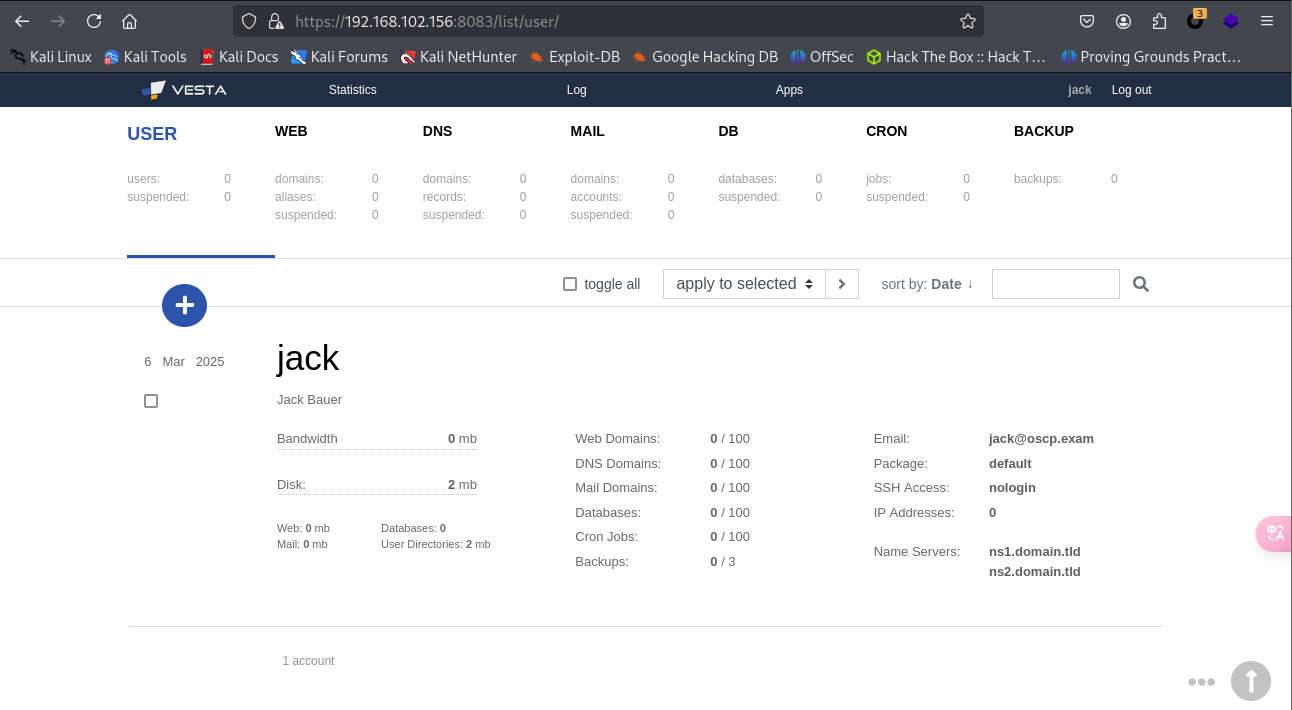 https://192.168.102.156:8083/list/user/
3
Kali Linux Kali Tools Kali Docs Kali Forums Kali NetHunter Exploit-DB Google Hacking DB OffSec Hack The Box :: Hack T… Proving Grounds Pract…
VESTA Statistics Log Apps jack Log out
USER WEB DNS MAIL DB CRON BACKUP
users: 0 domains: 0 domains: 0 domains: 0 databases: 0 jobs: 0 backups: 0
suspended: 0 aliases: 0 records: 0 accounts: 0 suspended: 0 suspended: 0
suspended: 0 suspended: 0 suspended: 0
toggle all apply to selected sort by: Date ↓
6 Mar 2025 jack
Jack Bauer
Bandwidth 0 mb Web Domains: 0 / 100 Email: jack@oscp.exam
DNS Domains: 0 / 100 Package: default
Disk: 2 mb Mail Domains: 0 / 100 SSH Access: nologin
Databases: 0 / 100 IP Addresses: 0
Web: 0 mb Databases: 0 Cron Jobs: 0 / 100
Mail: 0 mb User Directories: 2 mb Backups: 0 / 3 Name Servers: ns1.domain.tld
ns2.domain.tld
1 account
中 A